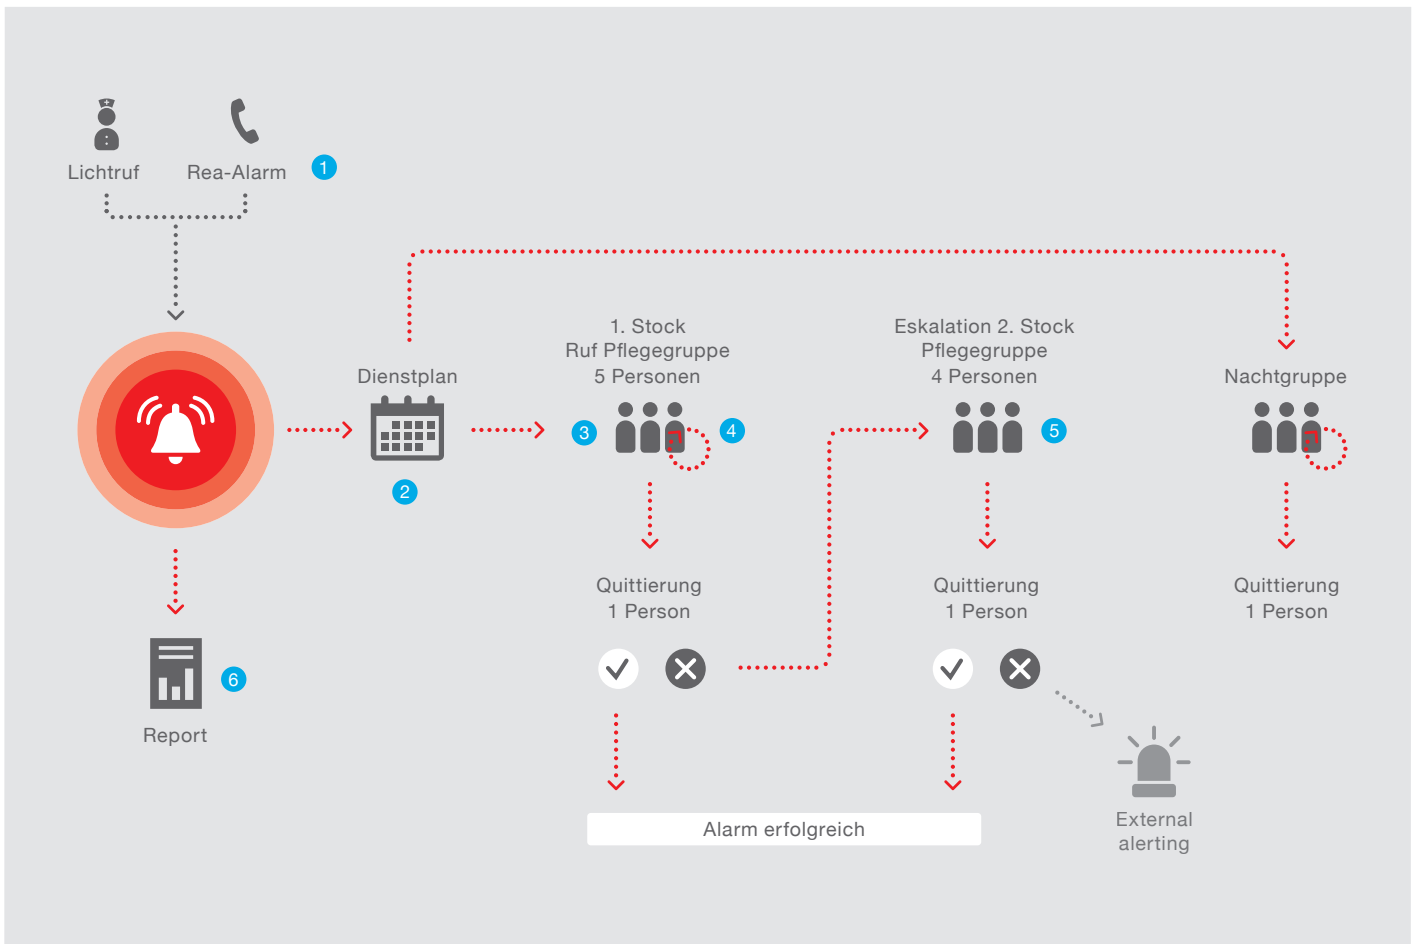 Lichtruf
Rea-Alarm
1
1. Stock
Ruf Pflegegruppe
5 Personen
Eskalation 2. Stock
Pflegegruppe
4 Personen
Dienstplan
Nachtgruppe
3
4
5
2
Quittierung
1 Person
Quittierung
1 Person
Quittierung
1 Person
6
Report
Alarm erfolgreich
External
alerting